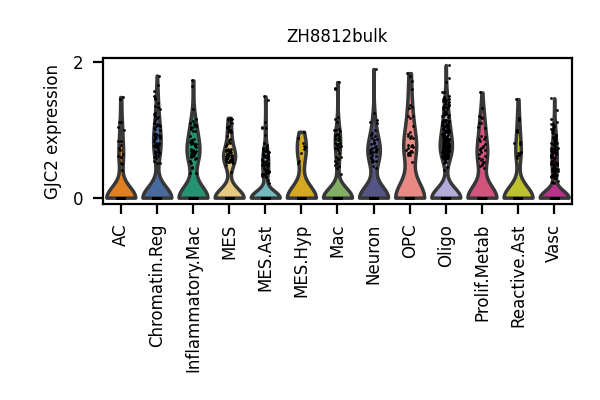 ZH8812bulk
GJC2 expression
2
0
AC
Chromatin.Reg
Inflammatory.Mac
MES
MES.Ast
MES.Hyp
Mac
Neuron
OPC
Oligo
Prolif.Metab
Reactive.Ast
Vasc